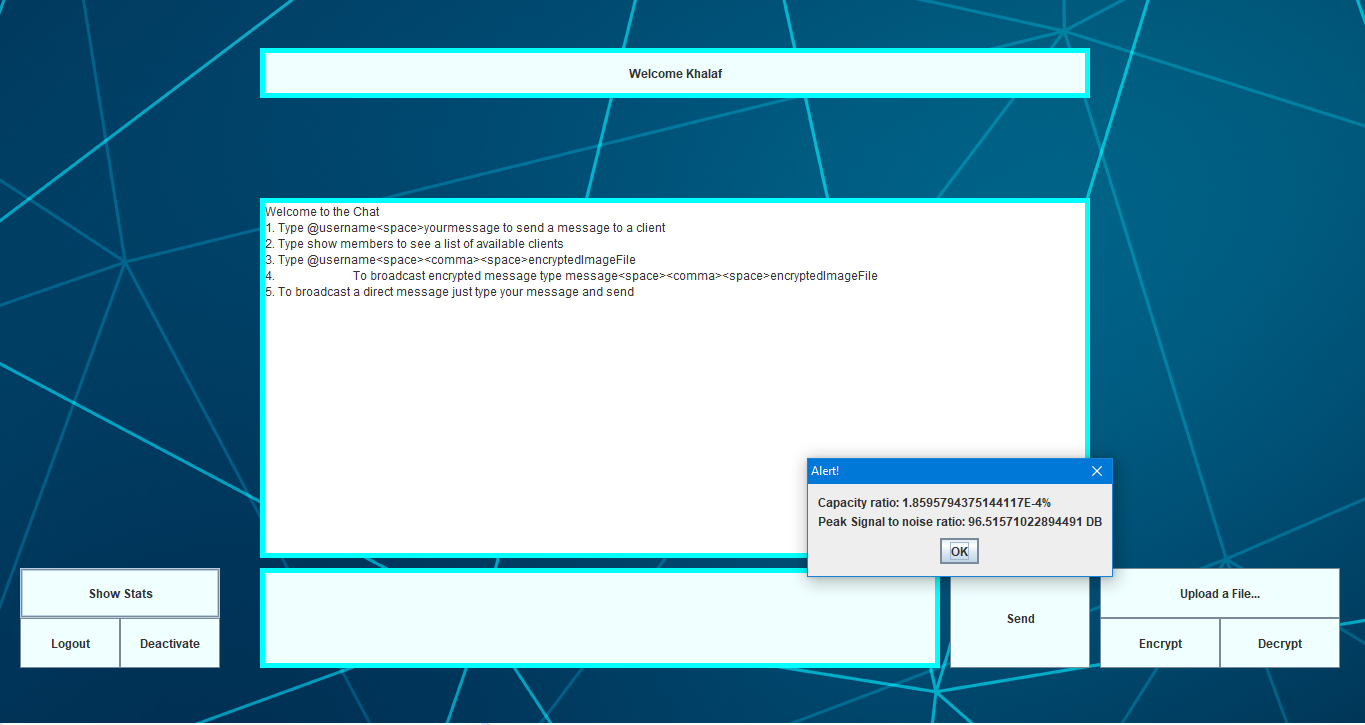 Welcome Khalaf
Welcome to the Chat
1. Type @username<space>yourmessage to send a message to a client
2. Type show members to see a list of available clients
3. Type @username<space><comma><space>encryptedImageFile
4. To broadcast encrypted message type message<space><comma><space>encryptedImageFile
5. To broadcast a direct message just type your message and send
Alert!
Capacity ratio: 1.8595794375144117E-4%
Peak Signal to noise ratio: 96.51571022894491 DB
OK
Show Stats
Logout
Deactivate
Send
Upload a File...
Encrypt
Decrypt